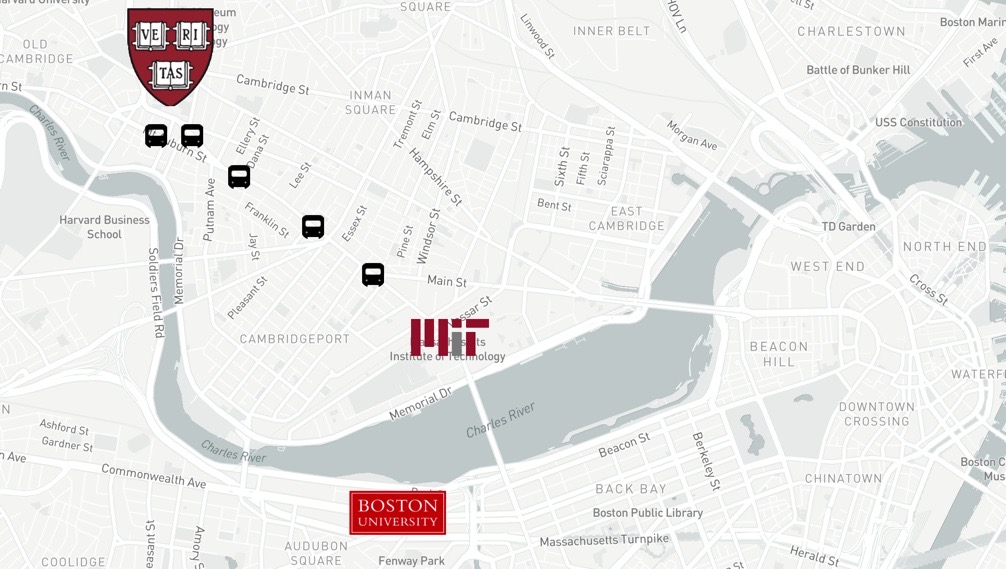 SQUARE
OLD
CAMBRIDGE
VE RI
TAS
Linwood St
INNER BELT
CHARLESTOWN
Boston Marin
First Ave
Battle of Bunker Hill
Cambridge St
INMAN
SQUARE
Cambridge St
Tremont St
Elm St
Morgan Ave
USS Constitution
Charles River
Ellery St
Dana St
Lee St
Hampshire St
Sixth St
Fifth St
Sciarappa St
Harvard Business
School
Putnam Ave
Franklin St
Essex St
Pine St
Windsor St
Bent St
EAST
CAMBRIDGE
TD Garden
NORTH END
Soldiers Field Rd
Memorial Dr
Jay St
Pleasant St
Main St
WEST END
Cross St
CAMBRIDGEPORT
MIT
Institute of Technology
BEACON
HILL
WATERF
Memorial Dr
Charles River
DOWNTOWN
CROSSING
Ashford St
Gardner St
Charles River
Commonwealth Ave
Beacon St
Berkeley St
BACK BAY
CHINATOWN
Boston C
Mus
BOSTON
UNIVERSITY
Boston Public Library
Massachusetts Turnpike
AUDUBON
SQUARE
Fenway Park
Herald St
COOLIDGE
Amory S